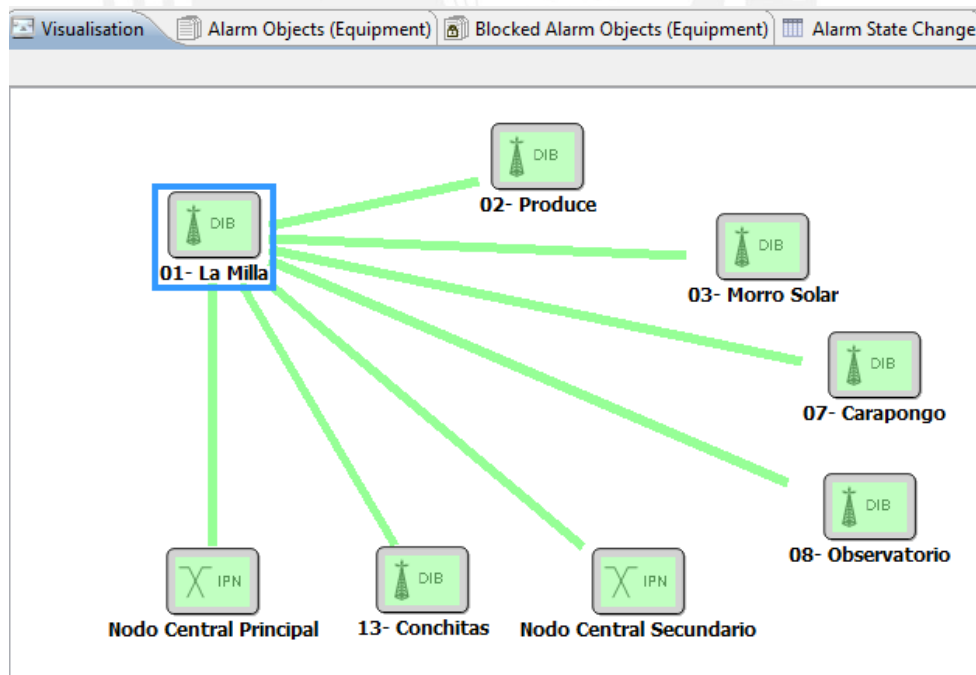 Visualisation
Alarm Objects (Equipment)
Blocked Alarm Objects (Equipment)
Alarm State Change
DIB
02- Produce
DIB
01- La Milla
DIB
03- Morro Solar
DIB
07- Carapongo
DIB
08- Observatorio
IPN
Nodo Central Principal
DIB
13- Conchitas
IPN
Nodo Central Secundario